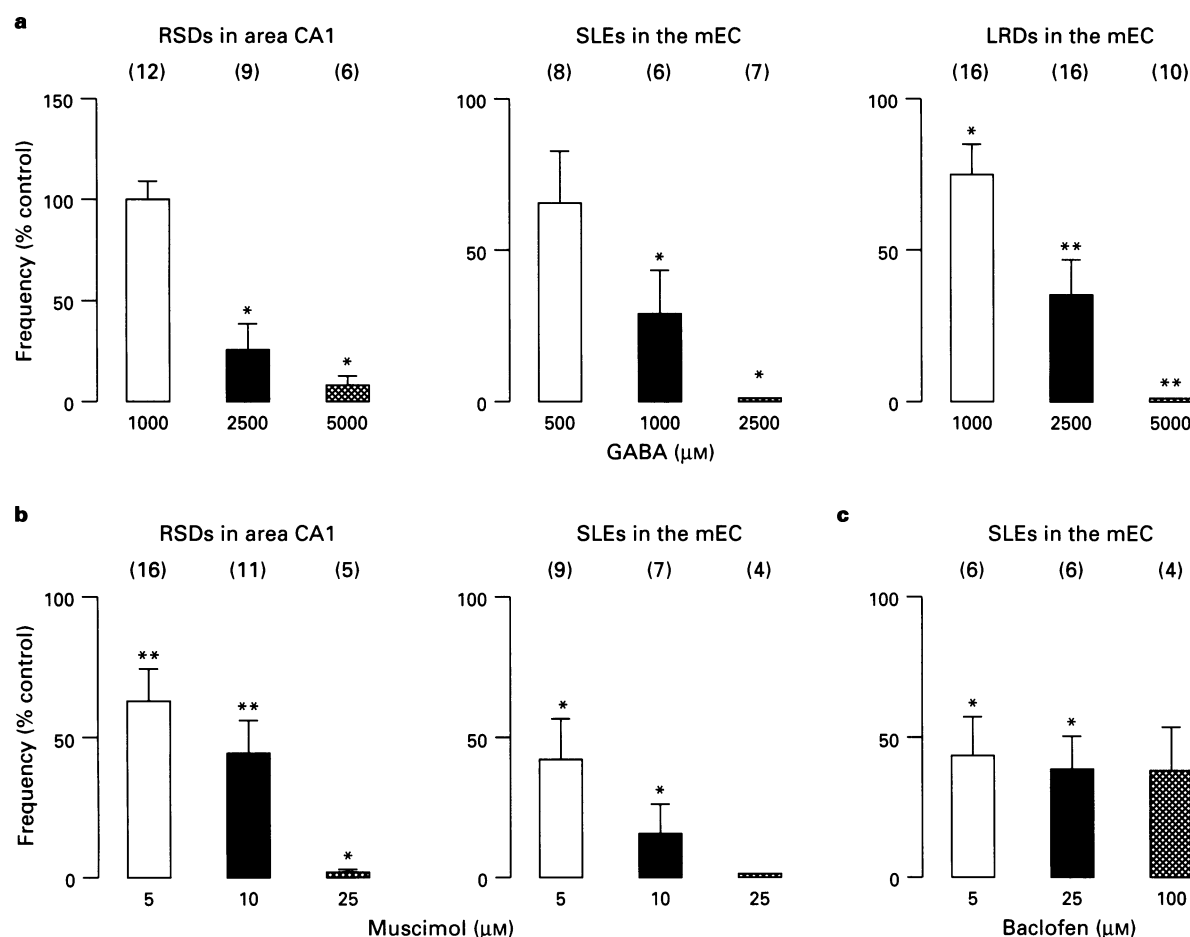 a
RSDs in area CA1
(12) (9) (6)
Frequency (% control)
150
100
50
0
* *
1000 2500 5000
SLEs in the mEC
(8) (6) (7)
100
50
0
* *
500 1000 2500
LRDs in the mEC
(16) (16) (10)
100
50
0
* ** **
1000 2500 5000
GABA (μM)
b
RSDs in area CA1
(16) (11) (5)
Frequency (% control)
100
50
0
** ** *
5 10 25
SLEs in the mEC
(9) (7) (4)
100
50
0
* *
5 10 25
Muscimol (μM)
c
SLEs in the mEC
(6) (6) (4)
100
50
0
* *
5 25 100
Baclofen (μM)